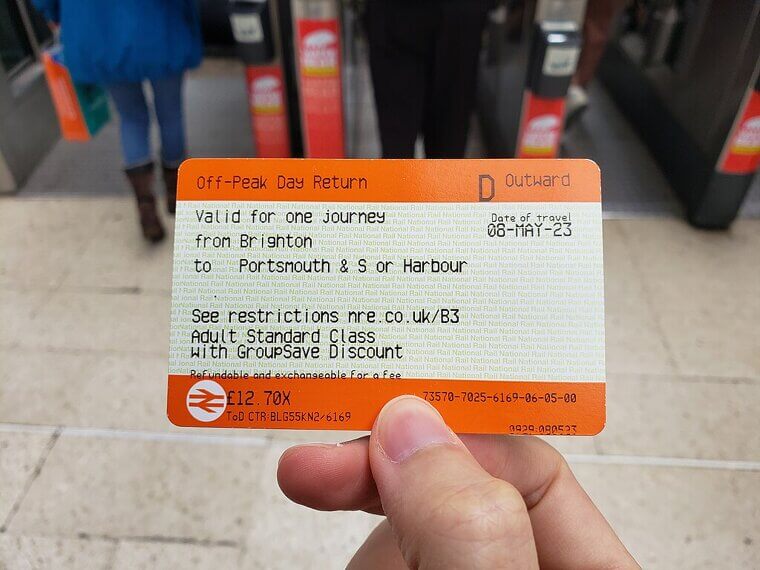 Off-Peak Day Return
D Outward
Valid for one journey
Date of travel
08-MAY-23
from Brighton
to Portsmouth & S or Harbour
See restrictions nre.co.uk/B3
Adult Standard Class
with GroupSave Discount
Refundable and exchangeable for a fee
£12.70X
73570-7025-6169-06-05-00
ToD CTR:BLG55KN2/6169
0929:080523